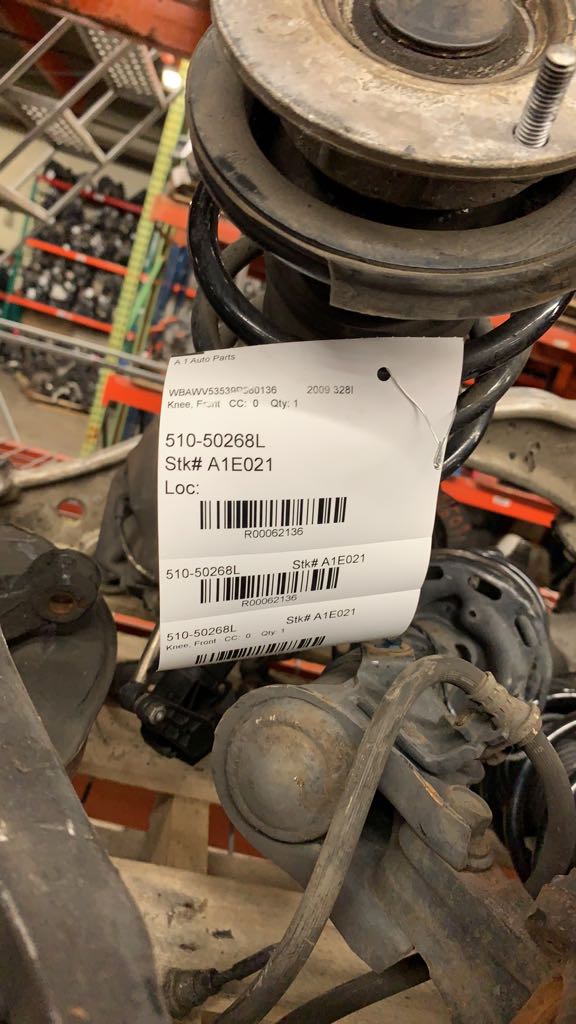 A 1 Auto Parts
2009 328I
Knee, Front CC: 0 Qty: 1
510-50268L
Stk# A1E021
Loc:
R00062136
510-50268L Stk# A1E021
R00062136
510-50268L Stk# A1E021
Knee, Front CC: 0 Qty: 1